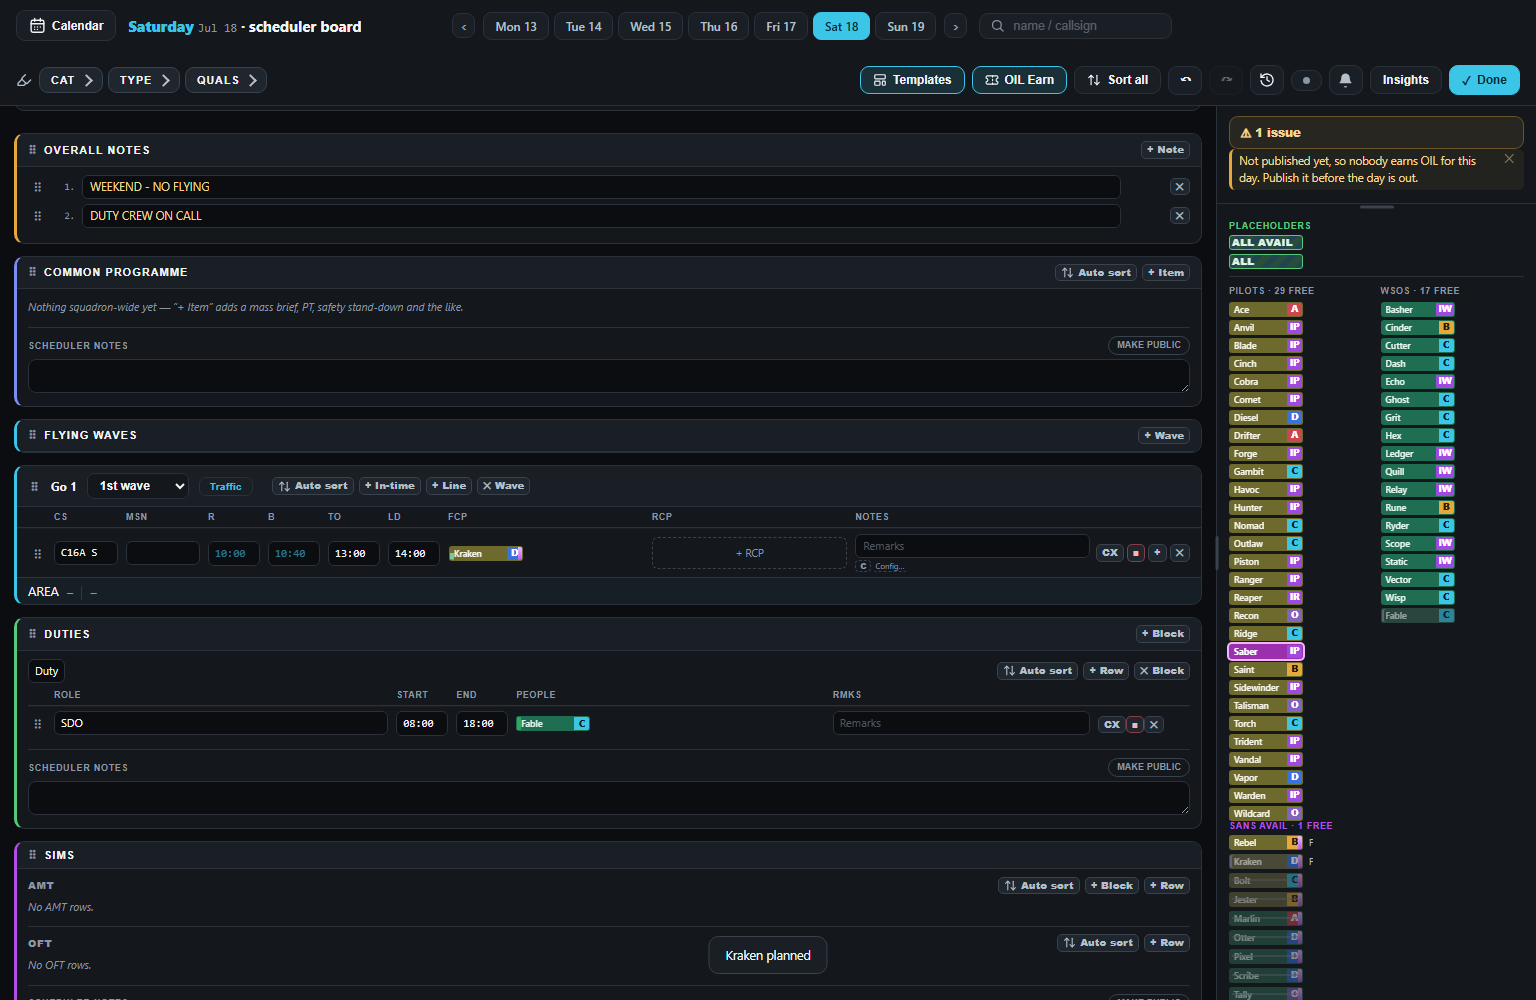 Calendar
Saturday Jul 18 · scheduler board
‹ Mon 13 Tue 14 Wed 15 Thu 16 Fri 17 Sat 18 Sun 19 ›
name / callsign
CAT TYPE QUALS
Templates OIL Earn Sort all Insights ✓ Done
⚠ 1 issue
Not published yet, so nobody earns OIL for this
day. Publish it before the day is out.
OVERALL NOTES
+ Note
1. WEEKEND - NO FLYING
2. DUTY CREW ON CALL
COMMON PROGRAMME
Auto sort + Item
Nothing squadron-wide yet — "+ Item" adds a mass brief, PT, safety stand-down and the like.
SCHEDULER NOTES
MAKE PUBLIC
FLYING WAVES
+ Wave
Go 1 1st wave Traffic Auto sort + In-time + Line ✕ Wave
CS MSN R B TO LD FCP RCP NOTES
C16A S 10:00 10:40 13:00 14:00 Kraken D + RCP Remarks CX + ✕
C Config...
AREA – | –
DUTIES
+ Block
Duty
Auto sort + Row ✕ Block
ROLE START END PEOPLE RMKS
SDO 08:00 18:00 Fable C Remarks CX ✕
SCHEDULER NOTES
MAKE PUBLIC
SIMS
AMT
Auto sort + Block + Row
No AMT rows.
OFT
Auto sort + Row
No OFT rows.
Kraken planned
PLACEHOLDERS
ALL AVAIL
ALL
PILOTS · 29 FREE
Ace A
Anvil IP
Blade IP
Cinch IP
Cobra IP
Comet IP
Diesel D
Drifter A
Forge IP
Gambit C
Havoc IP
Hunter IP
Nomad C
Outlaw C
Piston IP
Ranger IP
Reaper IR
Recon O
Ridge C
Saber IP
Saint B
Sidewinder IP
Talisman O
Torch C
Trident IP
Vandal IP
Vapor D
Warden IP
Wildcard O
WSOS · 17 FREE
Basher IW
Cinder B
Cutter C
Dash C
Echo IW
Ghost C
Grit C
Hex C
Ledger IW
Quill IW
Relay IW
Rune B
Ryder C
Scope IW
Static IW
Vector C
Wisp C
Fable C
SANS AVAIL · 1 FREE
Rebel B F
Kraken D F
Bolt C
Jester B
Marlin A
Otter D
Pixel D
Scribe D
Tally O